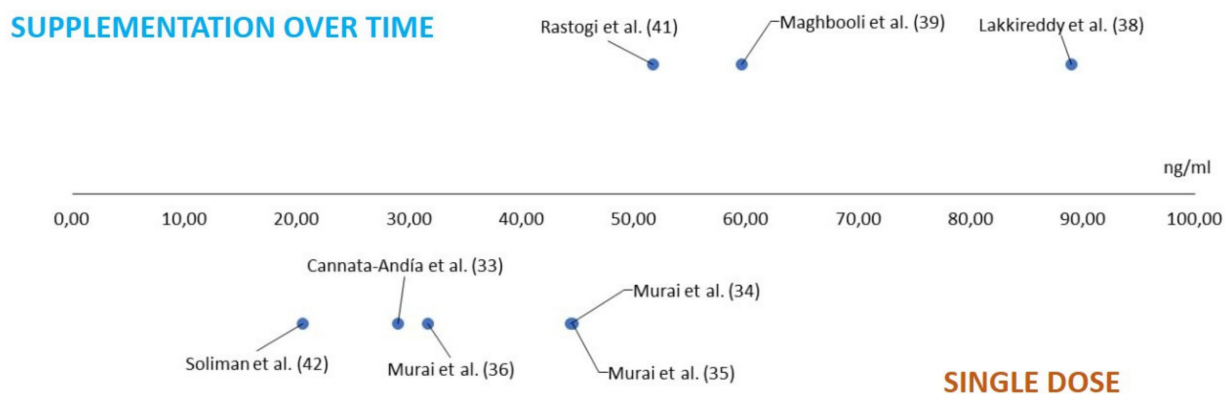 SUPPLEMENTATION OVER TIME
Rastogi et al. (41)
Maghbooli et al. (39)
Lakkireddy et al. (38)
ng/ml
0,00 10,00 20,00 30,00 40,00 50,00 60,00 70,00 80,00 90,00 100,00
Cannata-Andía et al. (33)
Murai et al. (34)
Soliman et al. (42)
Murai et al. (36)
Murai et al. (35)
SINGLE DOSE